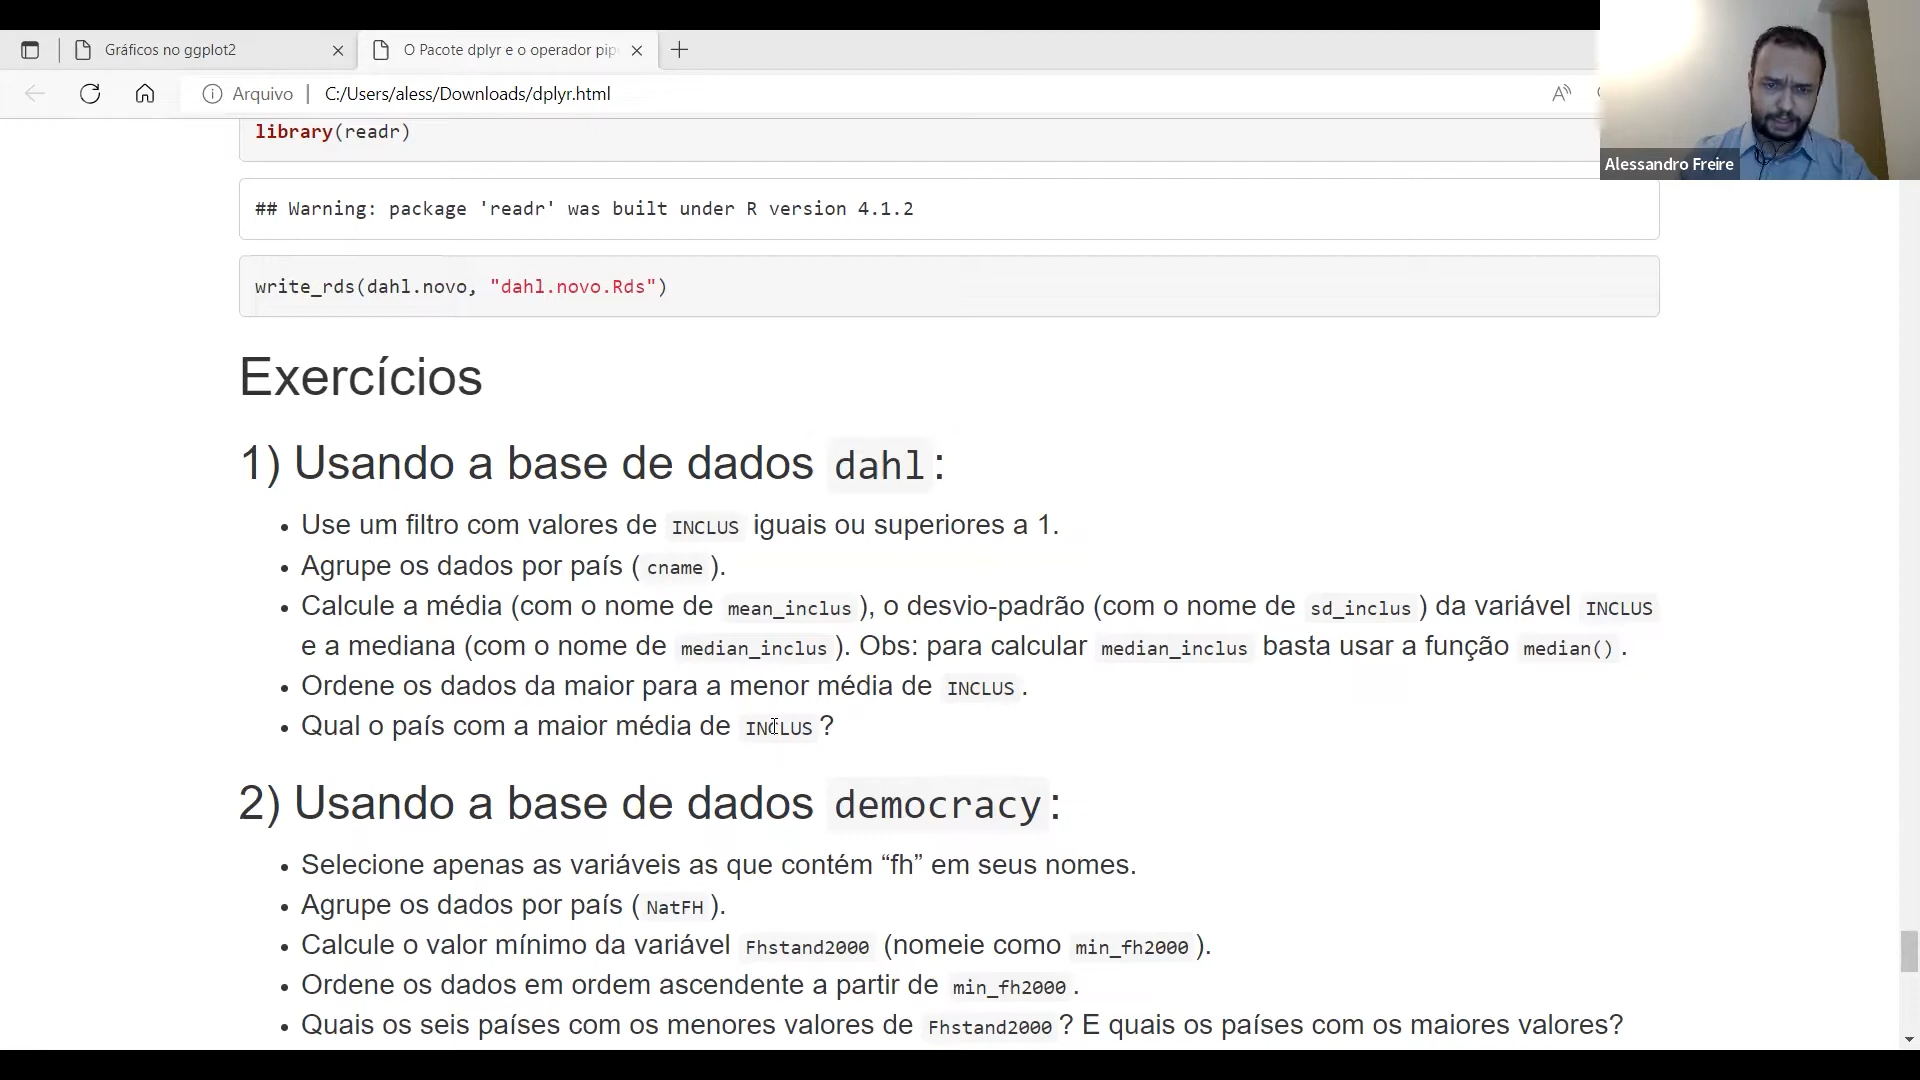 Gráficos no ggplot2
O Pacote dplyr e o operador pip
Arquivo
C:/Users/aless/Downloads/dplyr.html
Alessandro Freire
library(readr)
## Warning: package 'readr' was built under R version 4.1.2
write_rds(dahl.novo, "dahl.novo.Rds")
Exercícios
1) Usando a base de dados dahl:
• Use um filtro com valores de INCLUS iguais ou superiores a 1.
• Agrupe os dados por país ( cname ).
• Calcule a média (com o nome de mean_inclus ), o desvio-padrão (com o nome de sd_inclus ) da variável INCLUS
e a mediana (com o nome de median_inclus ). Obs: para calcular median_inclus basta usar a função median() .
• Ordene os dados da maior para a menor média de INCLUS .
• Qual o país com a maior média de INCLUS ?
2) Usando a base de dados democracy:
• Selecione apenas as variáveis as que contém “fh” em seus nomes.
• Agrupe os dados por país ( NatFH ).
• Calcule o valor mínimo da variável Fhstand2000 (nomeie como min_fh2000 ).
• Ordene os dados em ordem ascendente a partir de min_fh2000 .
• Quais os seis países com os menores valores de Fhstand2000 ? E quais os países com os maiores valores?